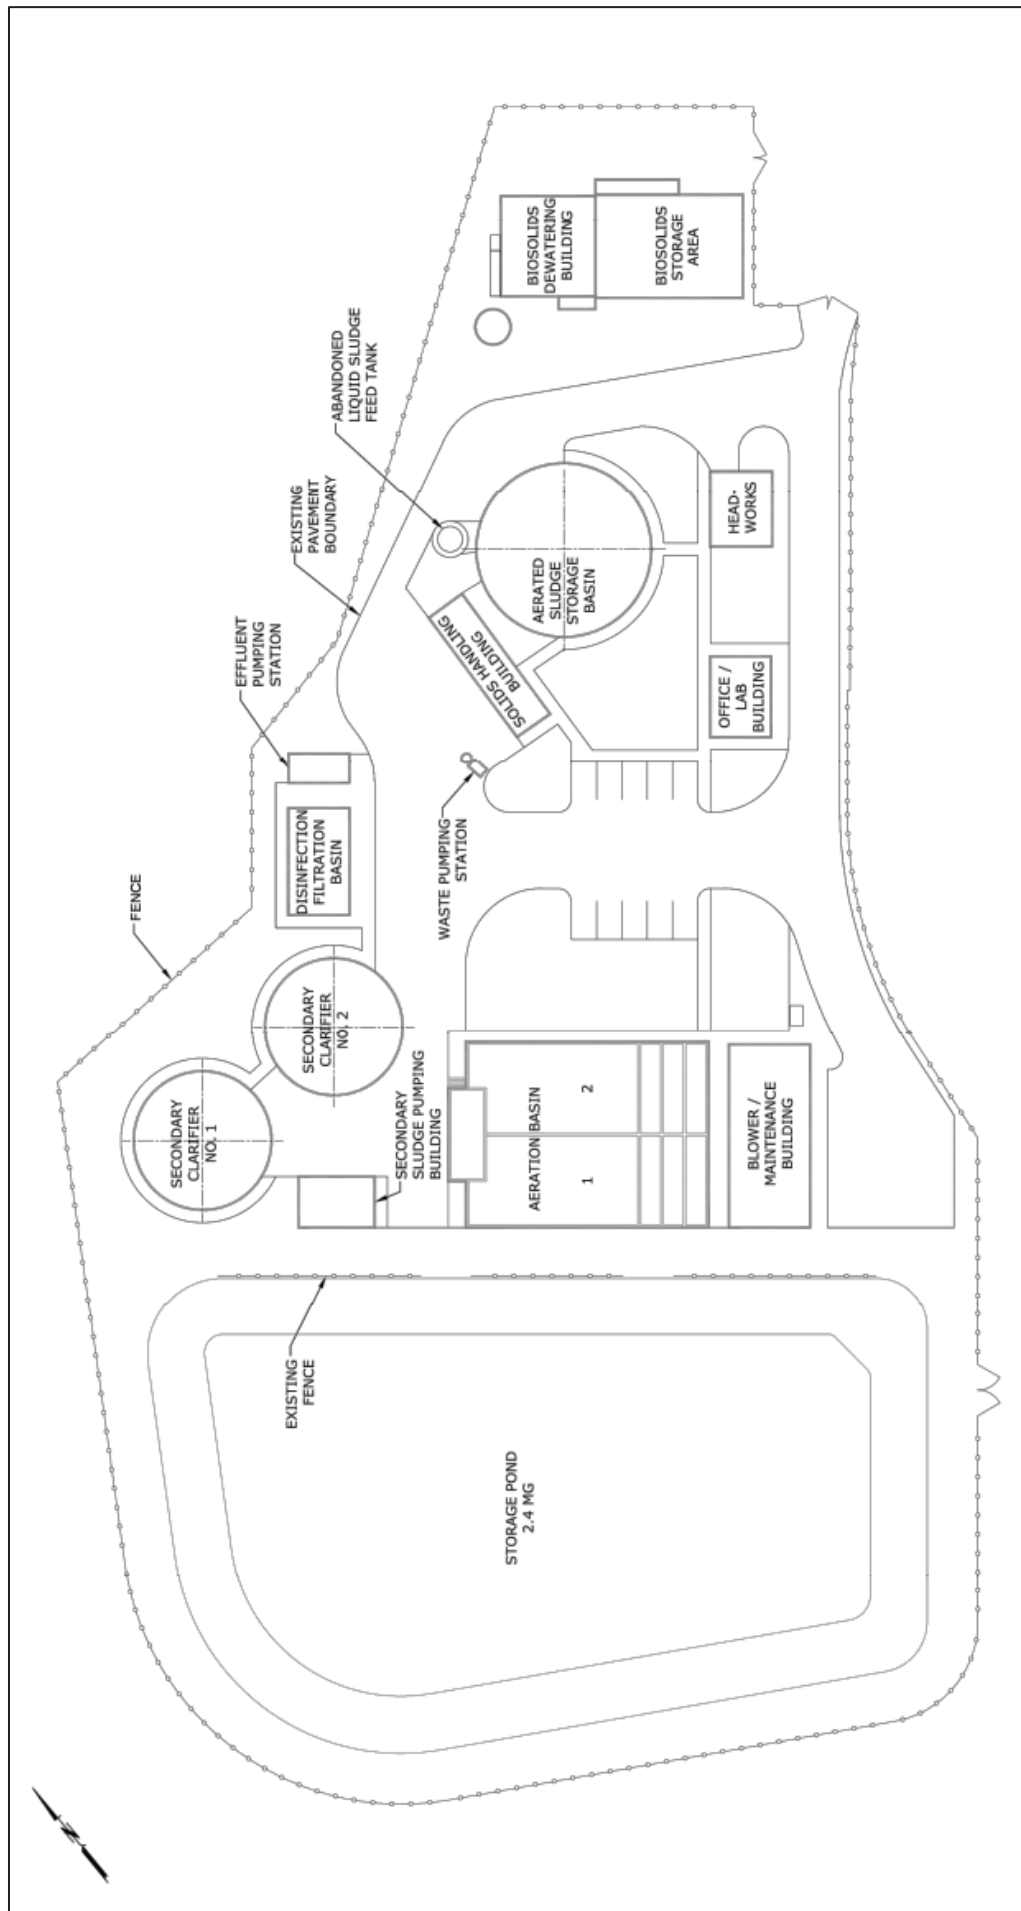 BIOSOLIDS
DEWATERING
BUILDING
BIOSOLIDS
STORAGE
AREA
ABANDONED
LIQUID SLUDGE
FEED TANK
EXISTING
PAVEMENT
BOUNDARY
HEAD-
WORKS
AERATED
SLUDGE
STORAGE
BASIN
SOLIDS HANDLING
BUILDING
EFFLUENT
PUMPING
STATION
OFFICE /
LAB
BUILDING
DISINFECTION
FILTRATION
BASIN
WASTE PUMPING
STATION
FENCE
SECONDARY
CLARIFIER
NO. 2
SECONDARY
CLARIFIER
NO. 1
SECONDARY
SLUDGE PUMPING
BUILDING
AERATION BASIN
1
2
BLOWER /
MAINTENANCE
BUILDING
EXISTING
FENCE
STORAGE POND
2.4 MG
N